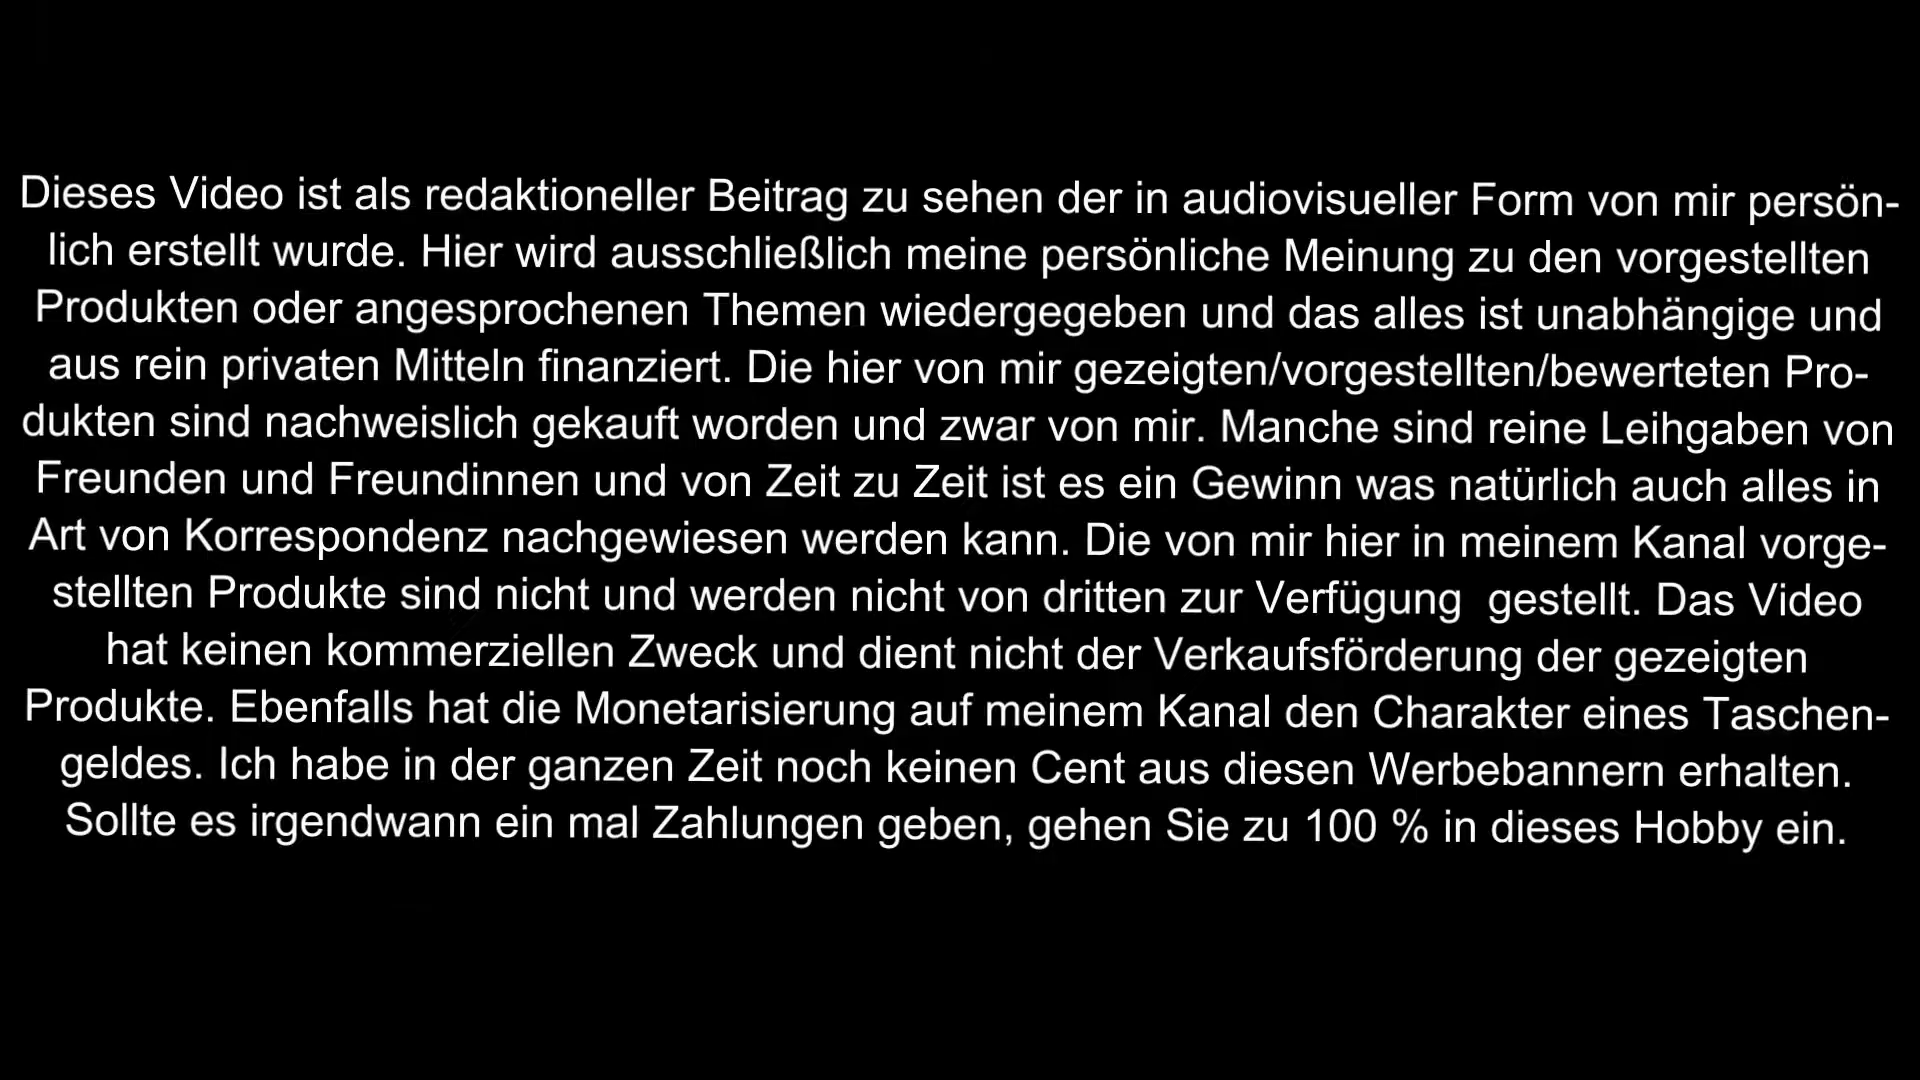 Dieses Video ist als redaktioneller Beitrag zu sehen der in audiovisueller Form von mir persön-
lich erstellt wurde. Hier wird ausschließlich meine persönliche Meinung zu den vorgestellten
Produkten oder angesprochenen Themen wiedergegeben und das alles ist unabhängige und
aus rein privaten Mitteln finanziert. Die hier von mir gezeigten/vorgestellten/bewerteten Pro-
dukten sind nachweislich gekauft worden und zwar von mir. Manche sind reine Leihgaben von
Freunden und Freundinnen und von Zeit zu Zeit ist es ein Gewinn was natürlich auch alles in
Art von Korrespondenz nachgewiesen werden kann. Die von mir hier in meinem Kanal vorge-
stellten Produkte sind nicht und werden nicht von dritten zur Verfügung  gestellt. Das Video
hat keinen kommerziellen Zweck und dient nicht der Verkaufsförderung der gezeigten
Produkte. Ebenfalls hat die Monetarisierung auf meinem Kanal den Charakter eines Taschen-
geldes. Ich habe in der ganzen Zeit noch keinen Cent aus diesen Werbebannern erhalten.
Sollte es irgendwann ein mal Zahlungen geben, gehen Sie zu 100 % in dieses Hobby ein.